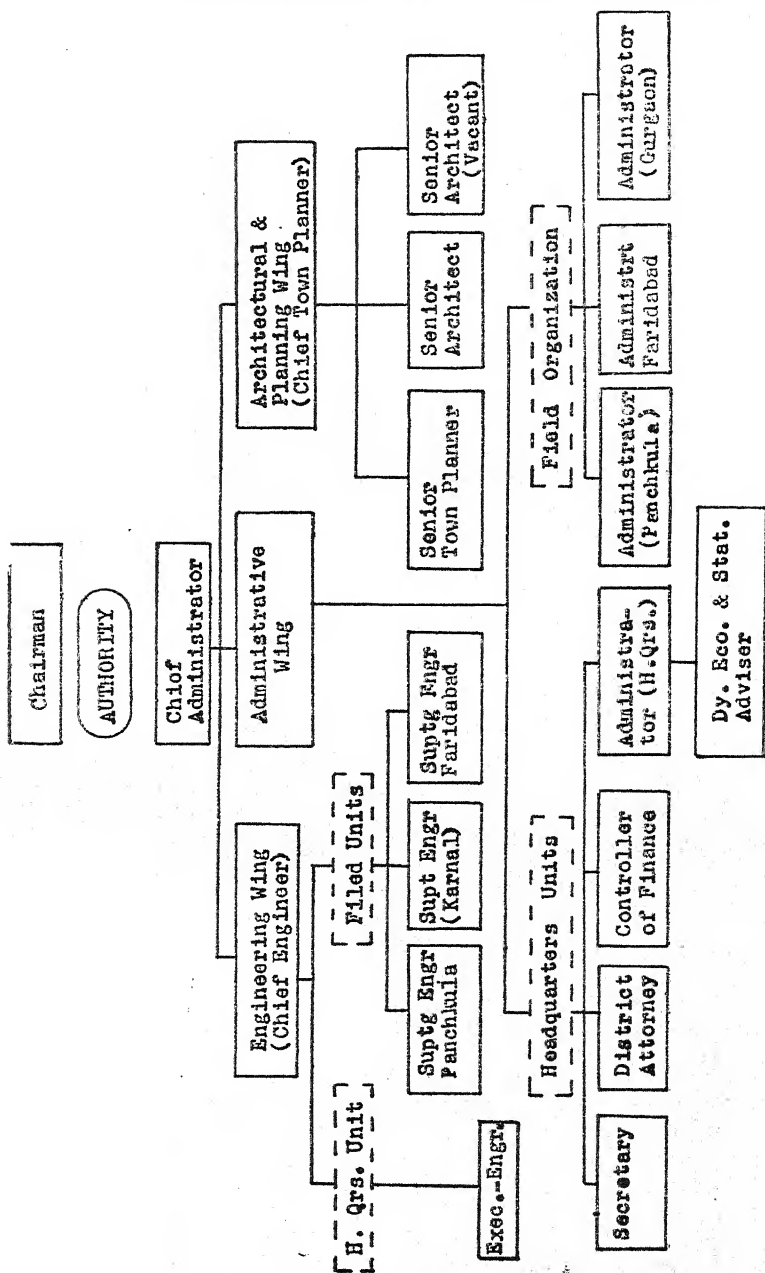 Chairman
AUTHORITY
Chief
Administrator
Engineering Wing
(Chief Engineer)
Administrative
Wing
Architectural &
Planning Wing
(Chief Town Planner)
H. Qrs. Unit
Filed Units
Exec.-Engr.
Suptg Engr
Panchkula
Supt Engr
(Karnal)
Suptg Engr
Faridabad
Senior
Town Planner
Senior
Architect
Senior
Architect
(Vacant)
Headquarters Units
Field Organization
Secretary
District
Attorney
Controller
of Finance
Administra-
tor (H.Qrs.)
Administrator
(Panchkula)
Administrt
Faridabad
Administrator
(Gurgaon)
Dy. Eco. & Stat.
Adviser